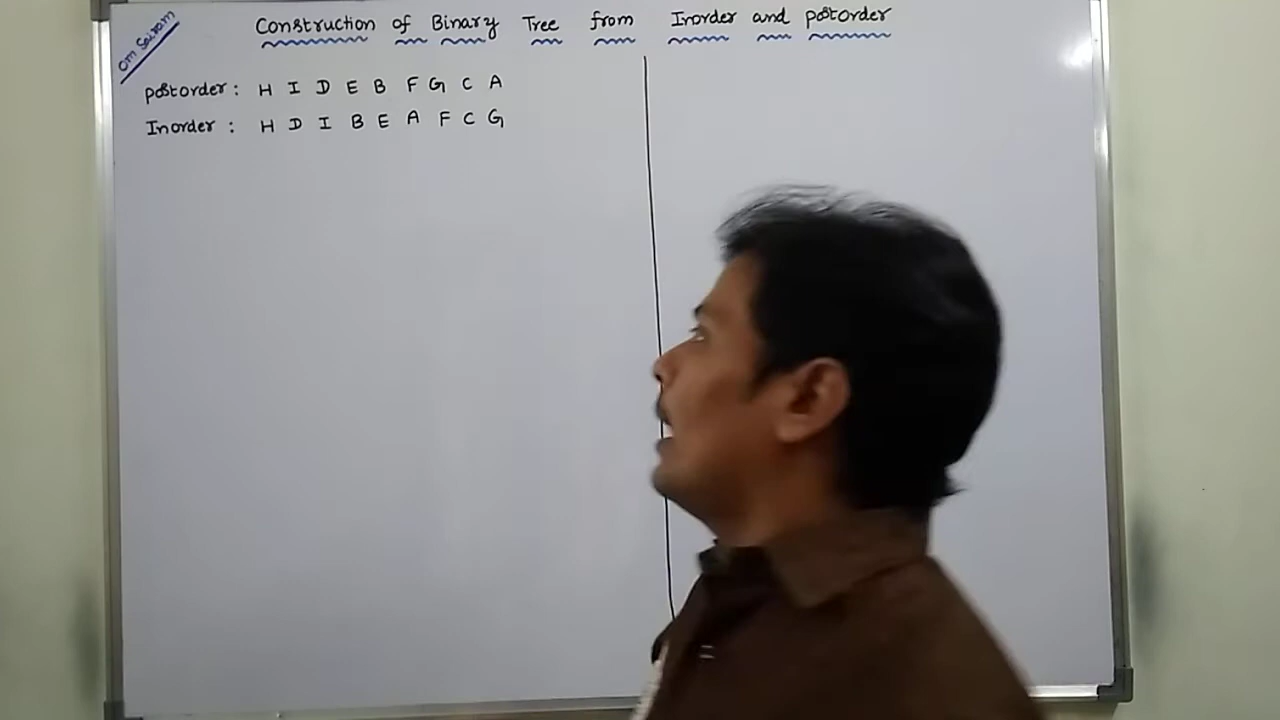 Om Sairam
Construction of Binary Tree from Inorder and postorder
postorder : H I D E B F G C A
Inorder : H D I B E A F C G